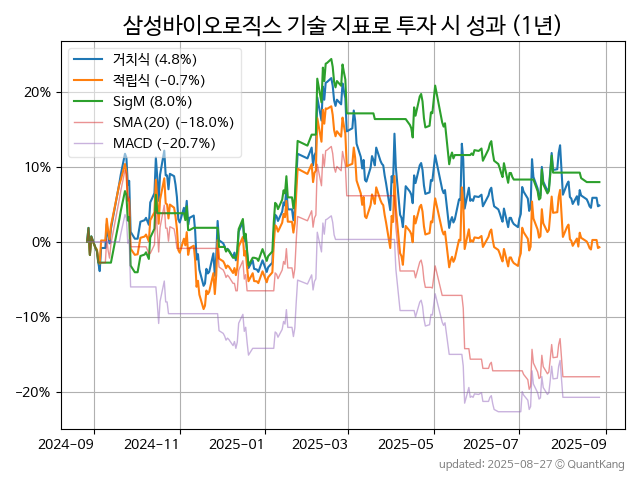 삼성바이오로직스 기술 지표로 투자 시 성과 (1년)
거치식 (4.8%)
적립식 (−0.7%)
SigM (8.0%)
SMA(20) (−18.0%)
MACD (−20.7%)
20%
10%
0%
−10%
−20%
2024-09 2024-11 2025-01 2025-03 2025-05 2025-07 2025-09
updated: 2025-08-27 © QuantKang